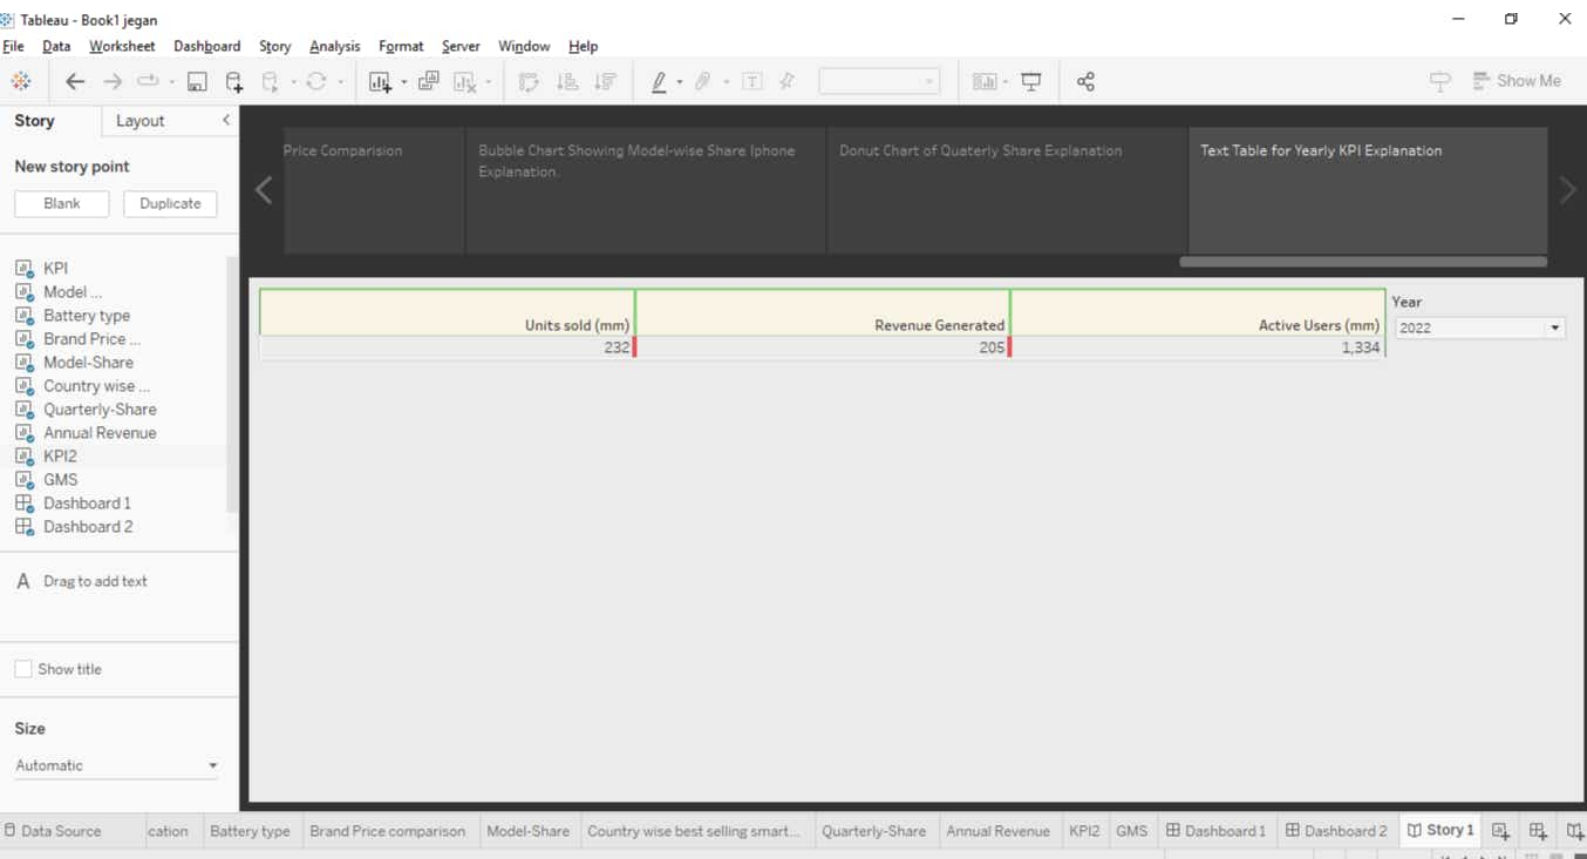 Tableau - Book1 jegan
File Data Worksheet Dashboard Story Analysis Format Server Window Help
Show Me
Story Layout
New story point
Blank Duplicate
KPI
Model ...
Battery type
Brand Price ...
Model-Share
Country wise ...
Quarterly-Share
Annual Revenue
KPI2
GMS
Dashboard 1
Dashboard 2
A Drag to add text
Show title
Size
Automatic
Price Comparision
Bubble Chart Showing Model-wise Share Iphone
Explanation.
Donut Chart of Quaterly Share Explanation
Text Table for Yearly KPI Explanation
Units sold (mm) Revenue Generated Active Users (mm)
232 205 1,334
Year
2022
Data Source cation Battery type Brand Price comparison Model-Share Country wise best selling smart... Quarterly-Share Annual Revenue KPI2 GMS Dashboard 1 Dashboard 2 Story 1